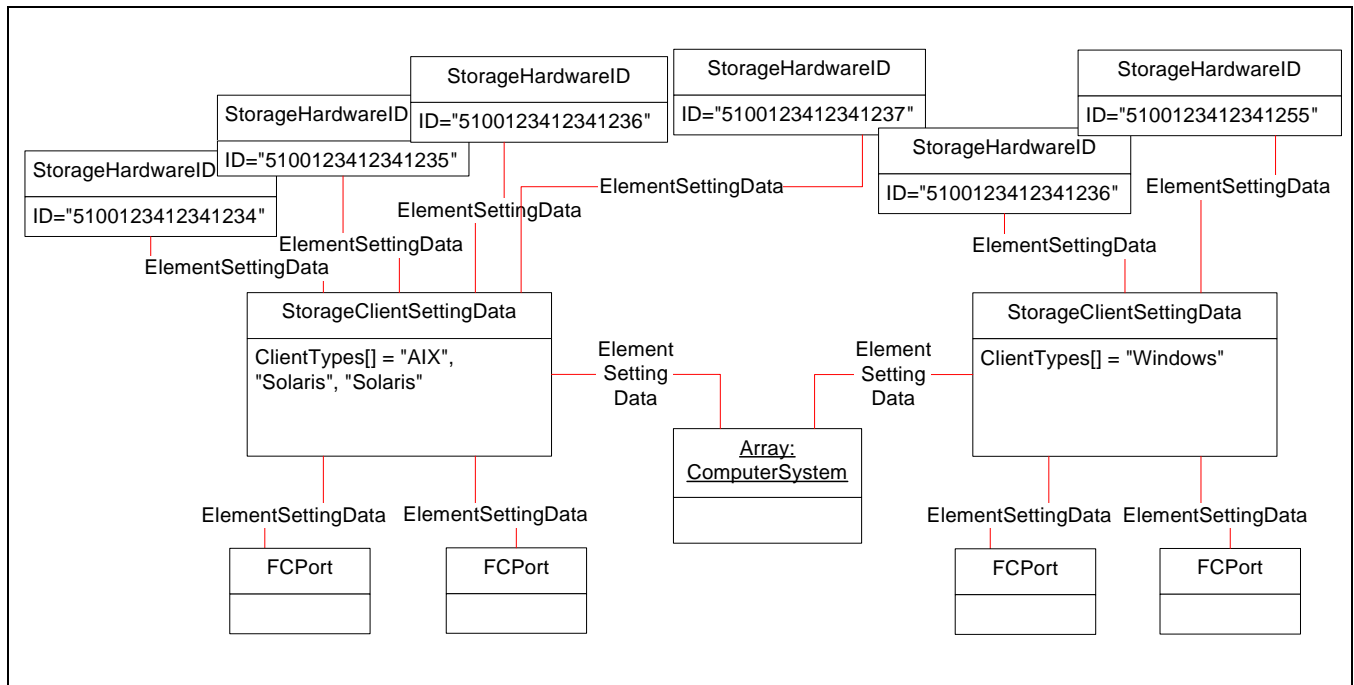 StorageHardwareID
ID="5100123412341236"
StorageHardwareID
ID="5100123412341237"
StorageHardwareID
ID="5100123412341255"
StorageHardwareID
ID="5100123412341235"
StorageHardwareID
ID="5100123412341236"
StorageHardwareID
ID="5100123412341234"
ElementSettingData
ElementSettingData
ElementSettingData
ElementSettingData
ElementSettingData
ElementSettingData
StorageClientSettingData
ClientTypes[] = "AIX",
"Solaris", "Solaris"
Element
Setting
Data
Element
Setting
Data
StorageClientSettingData
ClientTypes[] = "Windows"
Array:
ComputerSystem
ElementSettingData
ElementSettingData
ElementSettingData
ElementSettingData
FCPort
FCPort
FCPort
FCPort